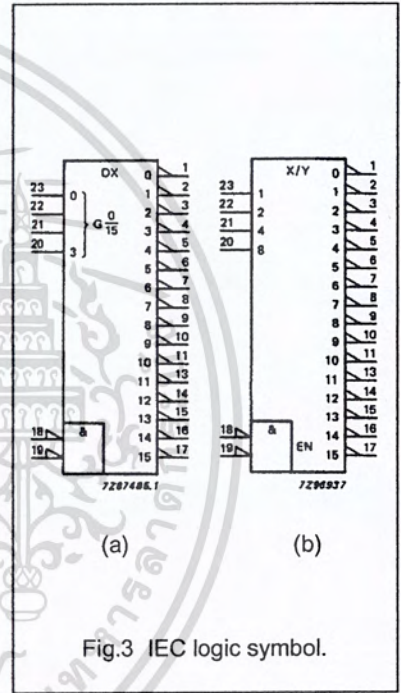 DX
0 1
23 0 1 2
22 2 3
21 G 0/15 3 4
20 3 4 5
5 6
6 7
7 8
8 9
9 10
10 11
11 13
12 14
& 13 15
18 14 16
19 15 17
7Z87485.1
(a)
X/Y
0 1
23 1 1 2
22 2 2 3
21 4 3 4
20 8 4 5
5 6
6 7
7 8
8 9
9 10
10 11
11 13
12 14
& 13 15
18 14 16
19 EN 15 17
7Z96937
(b)
Fig.3 IEC logic symbol.